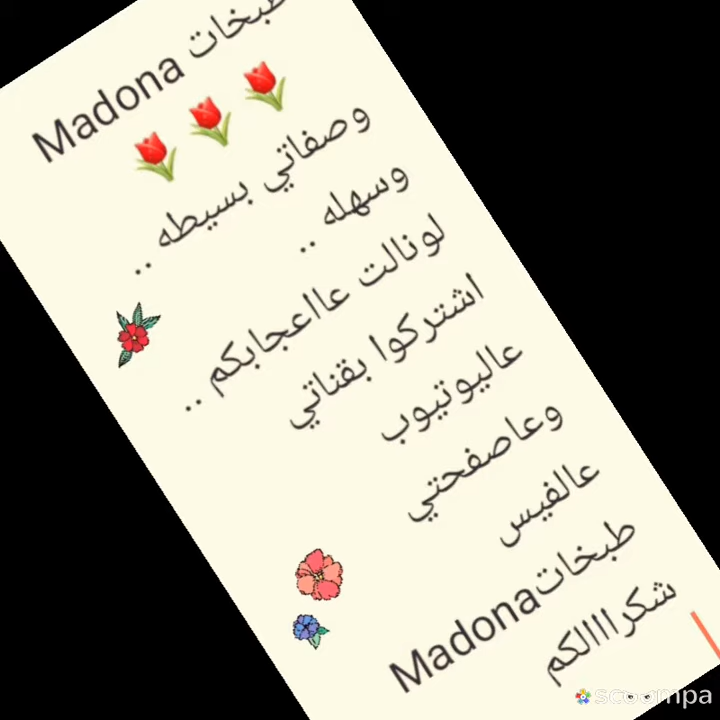 طبخات Madona
🌷 🌷 🌷
وصفاتي بسيطه ..
وسهله ..
لونالت عااعجابكم ..
اشتركوا بقناتي
عاليوتيوب
وعاصفحتي
عالفيس
طبخاتMadona
شكراااالكم
scoompa